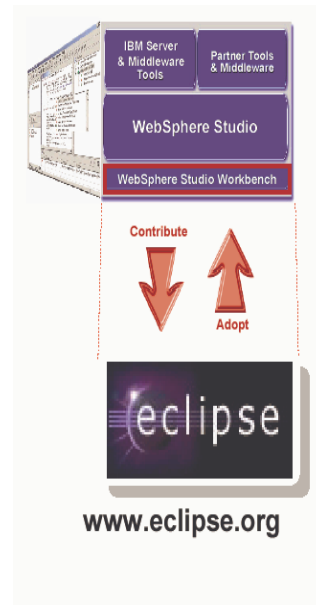 IBM Server
& Middleware
Tools
Partner Tools
& Middleware
WebSphere Studio
WebSphere Studio Workbench
Contribute
Adopt
eclipse
www.eclipse.org